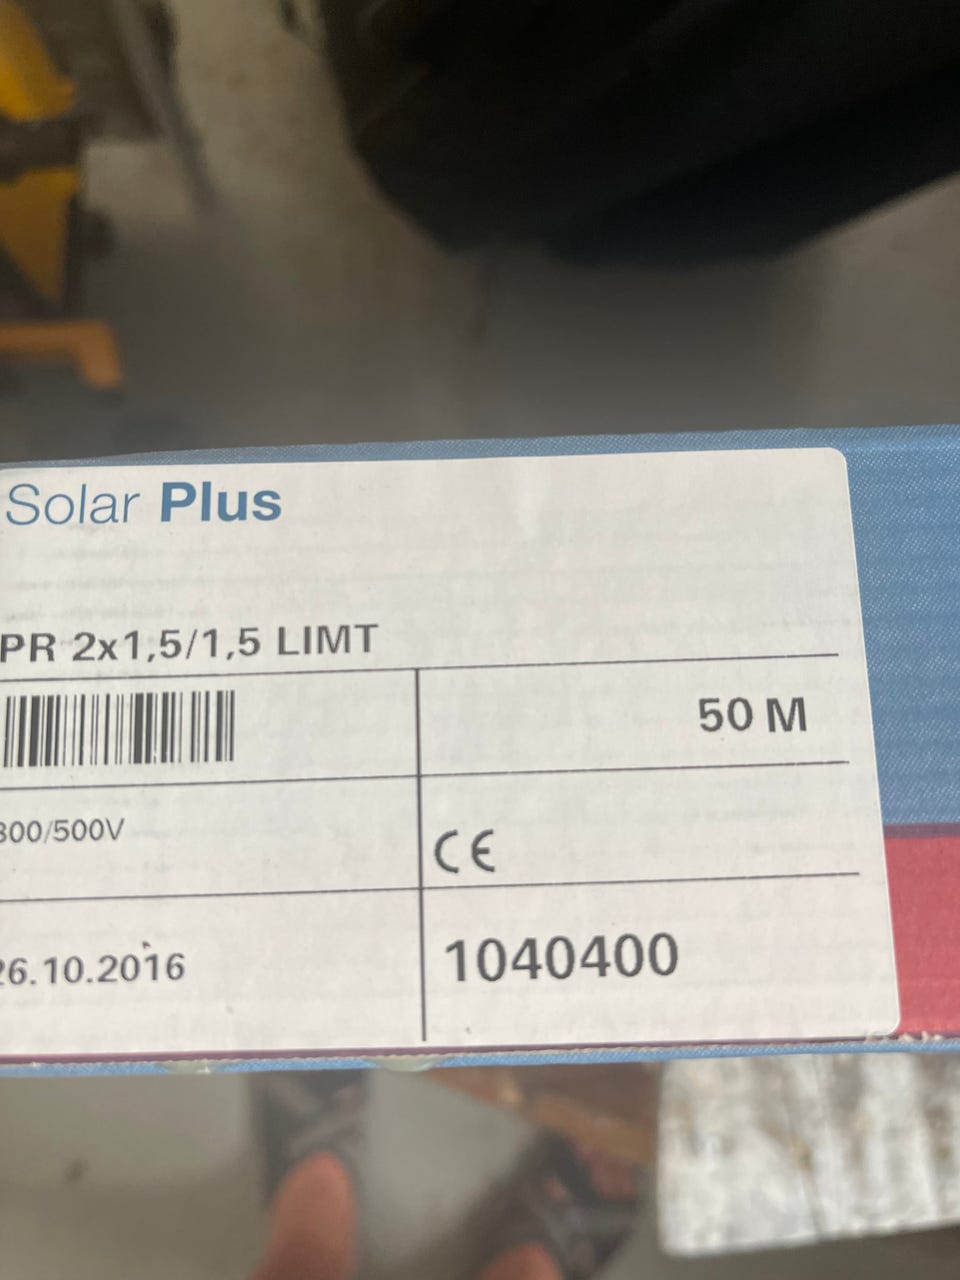 Solar Plus
PR 2x1,5/1,5 LIMT
50 M
300/500V
CE
26.10.2016
1040400